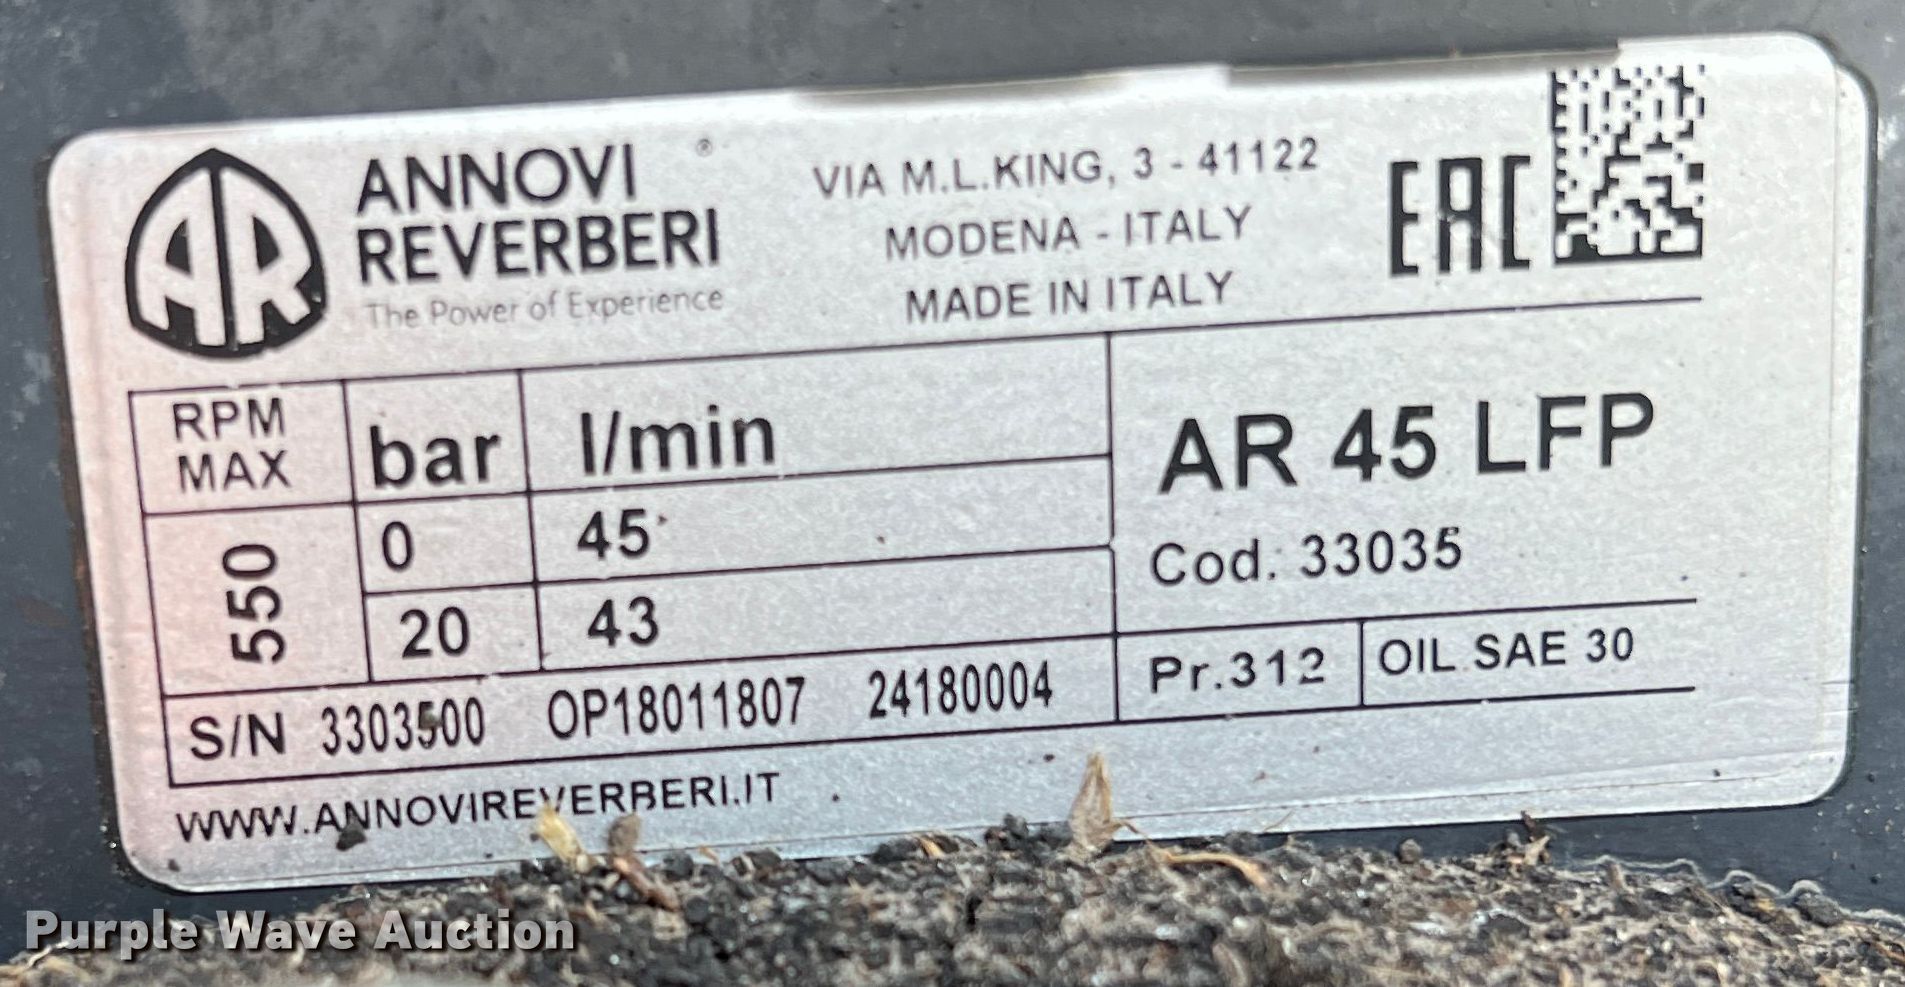 AR
ANNOVI
REVERBERI
®
The Power of Experience
VIA M.L.KING, 3 - 41122
MODENA - ITALY
MADE IN ITALY
EAC
RPM
MAX
bar
l/min
550
0
45
20
43
AR 45 LFP
Cod. 33035
Pr.312
OIL SAE 30
S/N 3303500 OP18011807 24180004
WWW.ANNOVIREVERBERI.IT
Purple Wave Auction